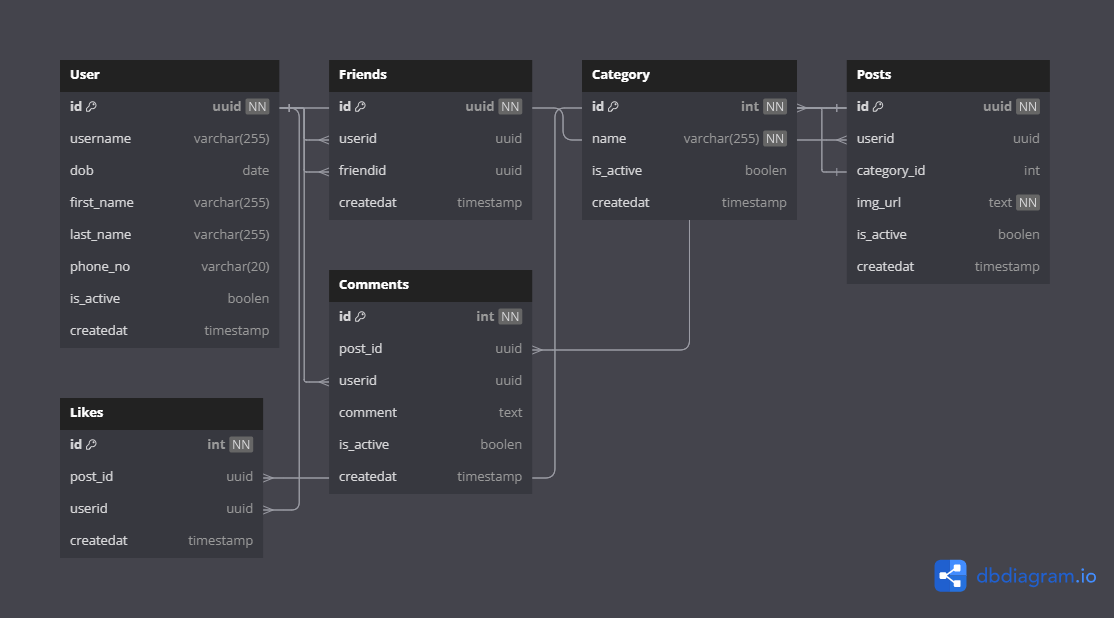 User
id uuid NN
username varchar(255)
dob date
first_name varchar(255)
last_name varchar(255)
phone_no varchar(20)
is_active boolen
createdat timestamp
Friends
id uuid NN
userid uuid
friendid uuid
createdat timestamp
Category
id int NN
name varchar(255) NN
is_active boolen
createdat timestamp
Posts
id uuid NN
userid uuid
category_id int
img_url text NN
is_active boolen
createdat timestamp
Comments
id int NN
post_id uuid
userid uuid
comment text
is_active boolen
createdat timestamp
Likes
id int NN
post_id uuid
userid uuid
createdat timestamp
dbdiagram.io